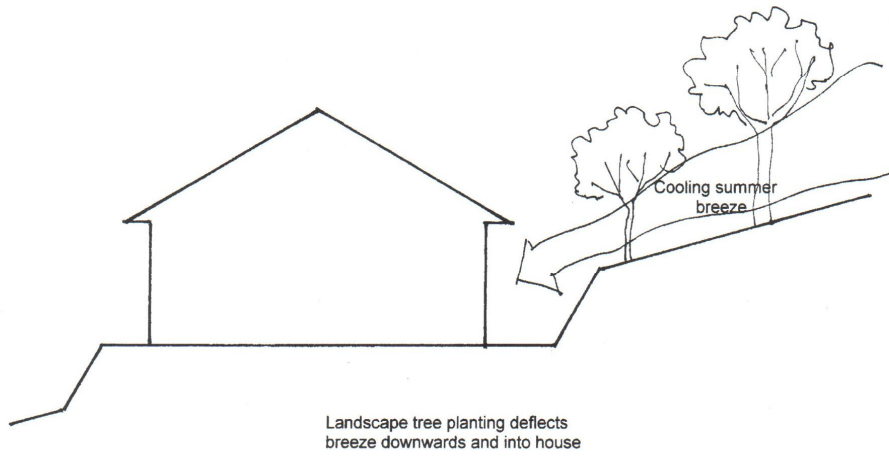 Cooling summer
breeze
Landscape tree planting deflects
breeze downwards and into house